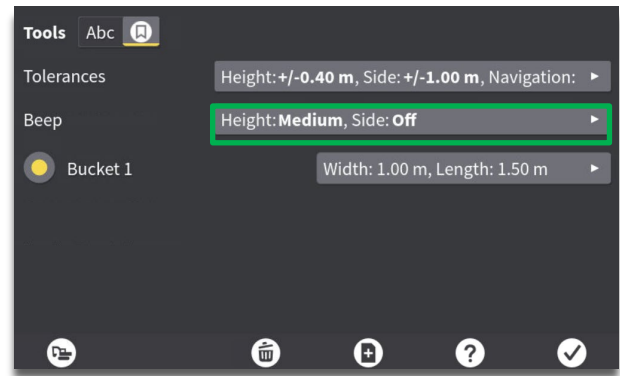 Tools Abc
Tolerances Height: +/-0.40 m, Side: +/-1.00 m, Navigation:
Beep Height: Medium, Side: Off
Bucket 1 Width: 1.00 m, Length: 1.50 m
?